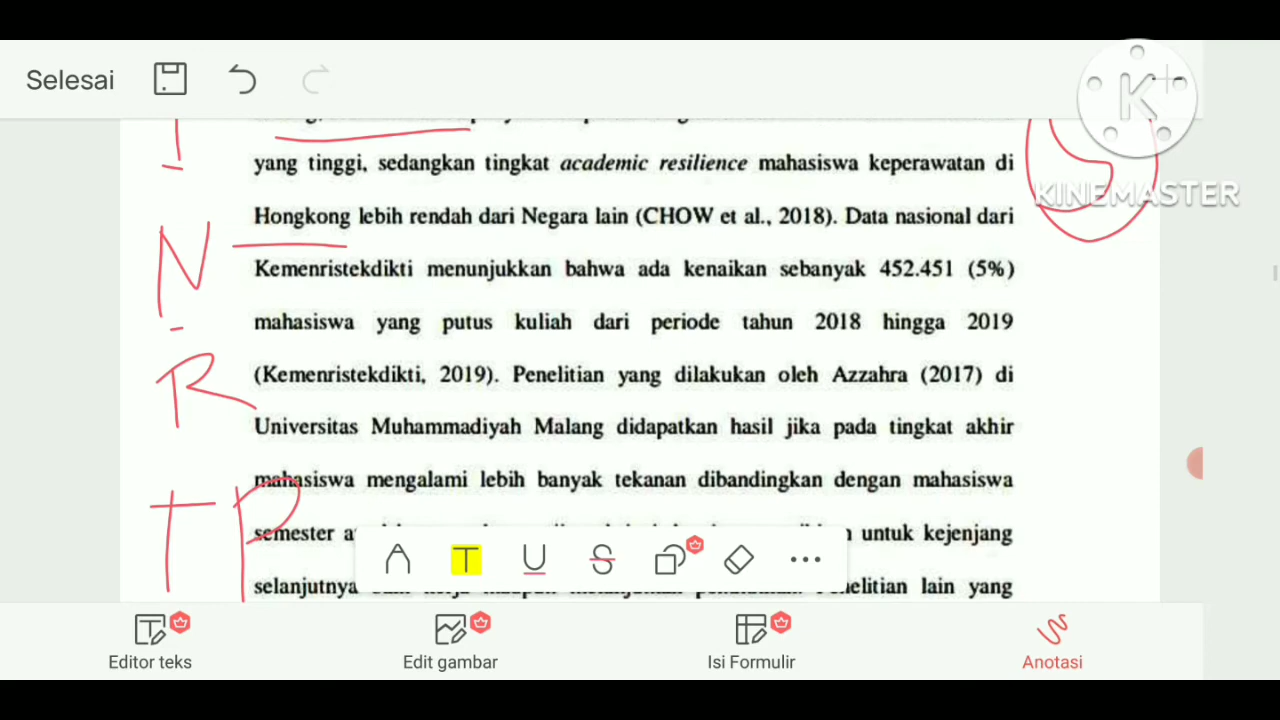 Selesai
KINEMASTER
yang tinggi, sedangkan tingkat academic resilience mahasiswa keperawatan di
Hongkong lebih rendah dari Negara lain (CHOW et al., 2018). Data nasional dari
Kemenristekdikti menunjukkan bahwa ada kenaikan sebanyak 452.451 (5%)
mahasiswa yang putus kuliah dari periode tahun 2018 hingga 2019
(Kemenristekdikti, 2019). Penelitian yang dilakukan oleh Azzahra (2017) di
Universitas Muhammadiyah Malang didapatkan hasil jika pada tingkat akhir
mahasiswa mengalami lebih banyak tekanan dibandingkan dengan mahasiswa
semester untuk kejenjang
selanjutnya lain yang
I
N
R
T P
S
Editor teks
Edit gambar
Isi Formulir
Anotasi